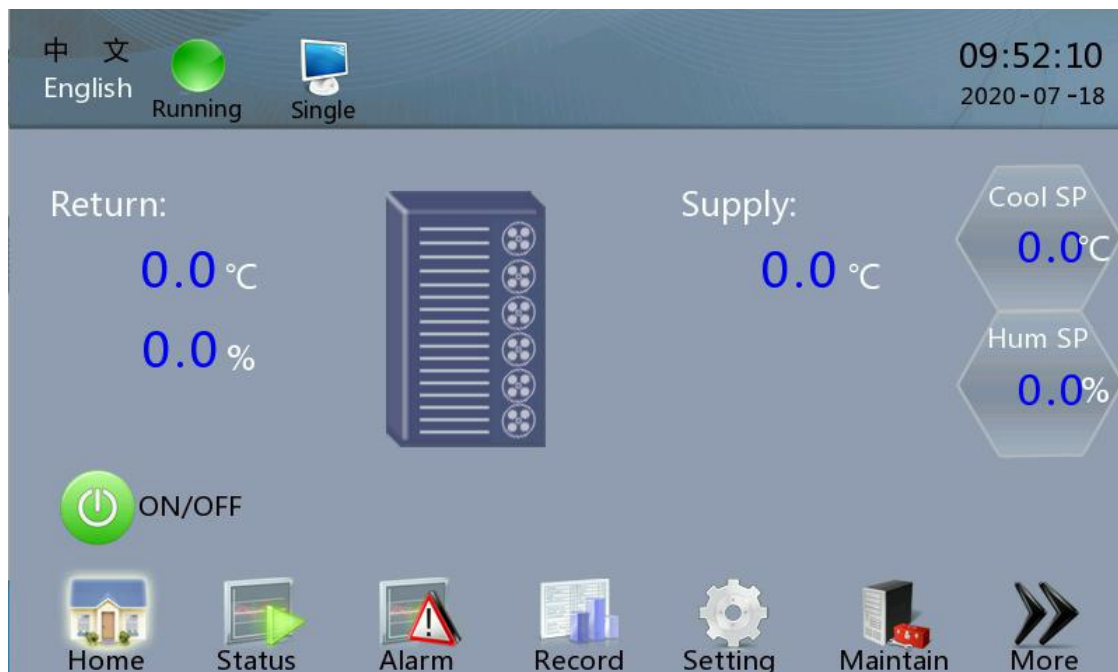 中 文
English
Running
Single
09:52:10
2020-07-18
Return:
0.0 ℃
0.0 %
Supply:
0.0 ℃
Cool SP
0.0℃
Hum SP
0.0%
ON/OFF
Home
Status
Alarm
Record
Setting
Maintain
More